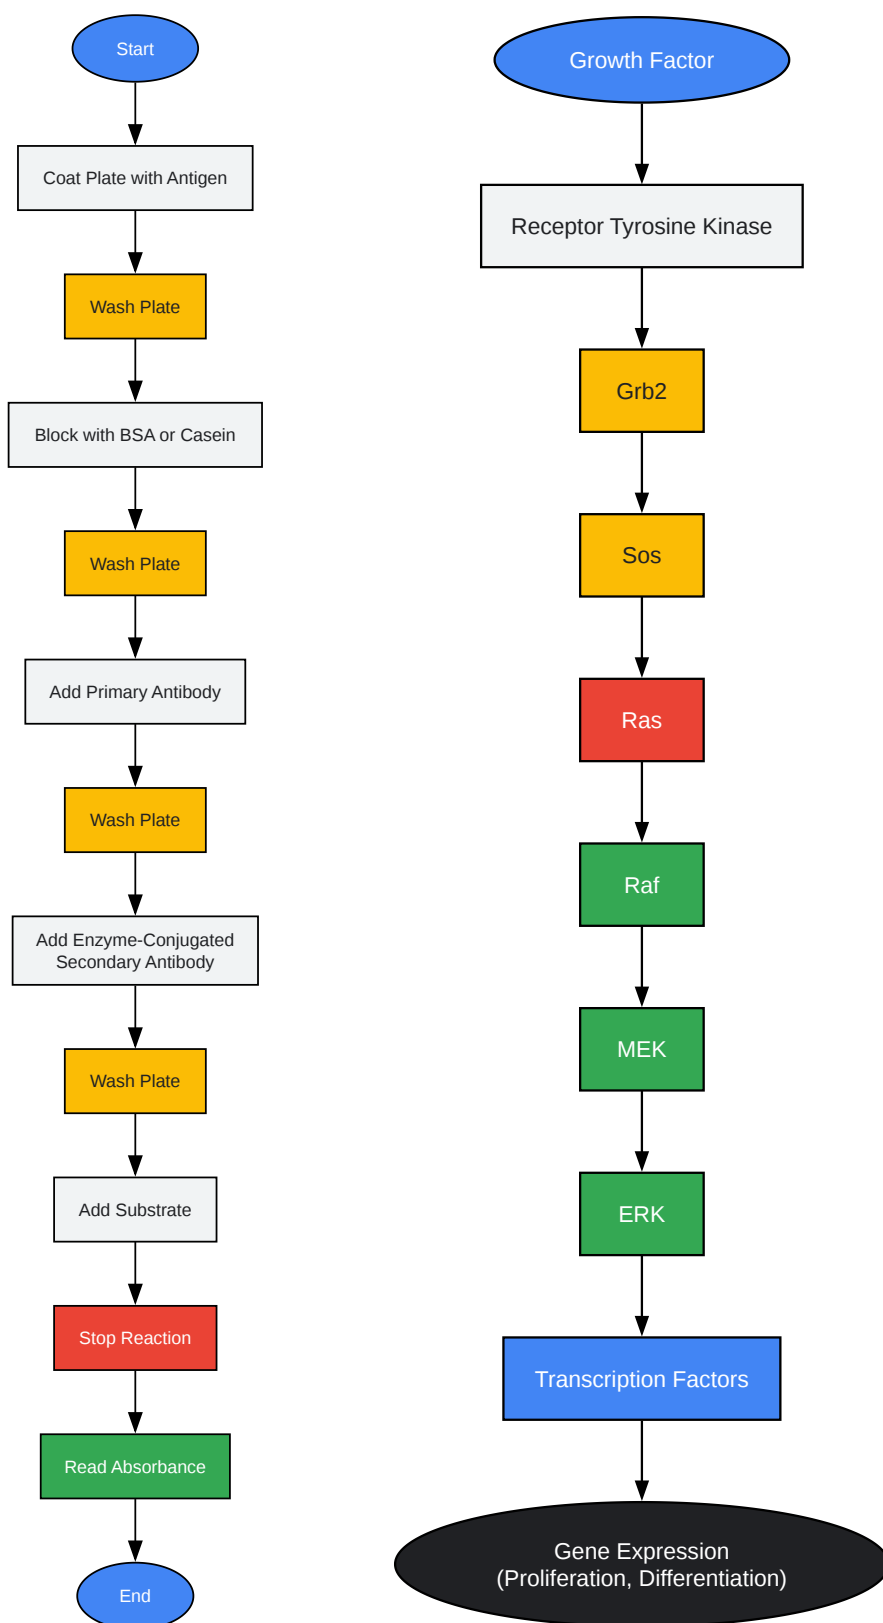 Start
Coat Plate with Antigen
Wash Plate
Block with BSA or Casein
Wash Plate
Add Primary Antibody
Wash Plate
Add Enzyme-Conjugated
Secondary Antibody
Wash Plate
Add Substrate
Stop Reaction
Read Absorbance
End
Growth Factor
Receptor Tyrosine Kinase
Grb2
Sos
Ras
Raf
MEK
ERK
Transcription Factors
Gene Expression
(Proliferation, Differentiation)